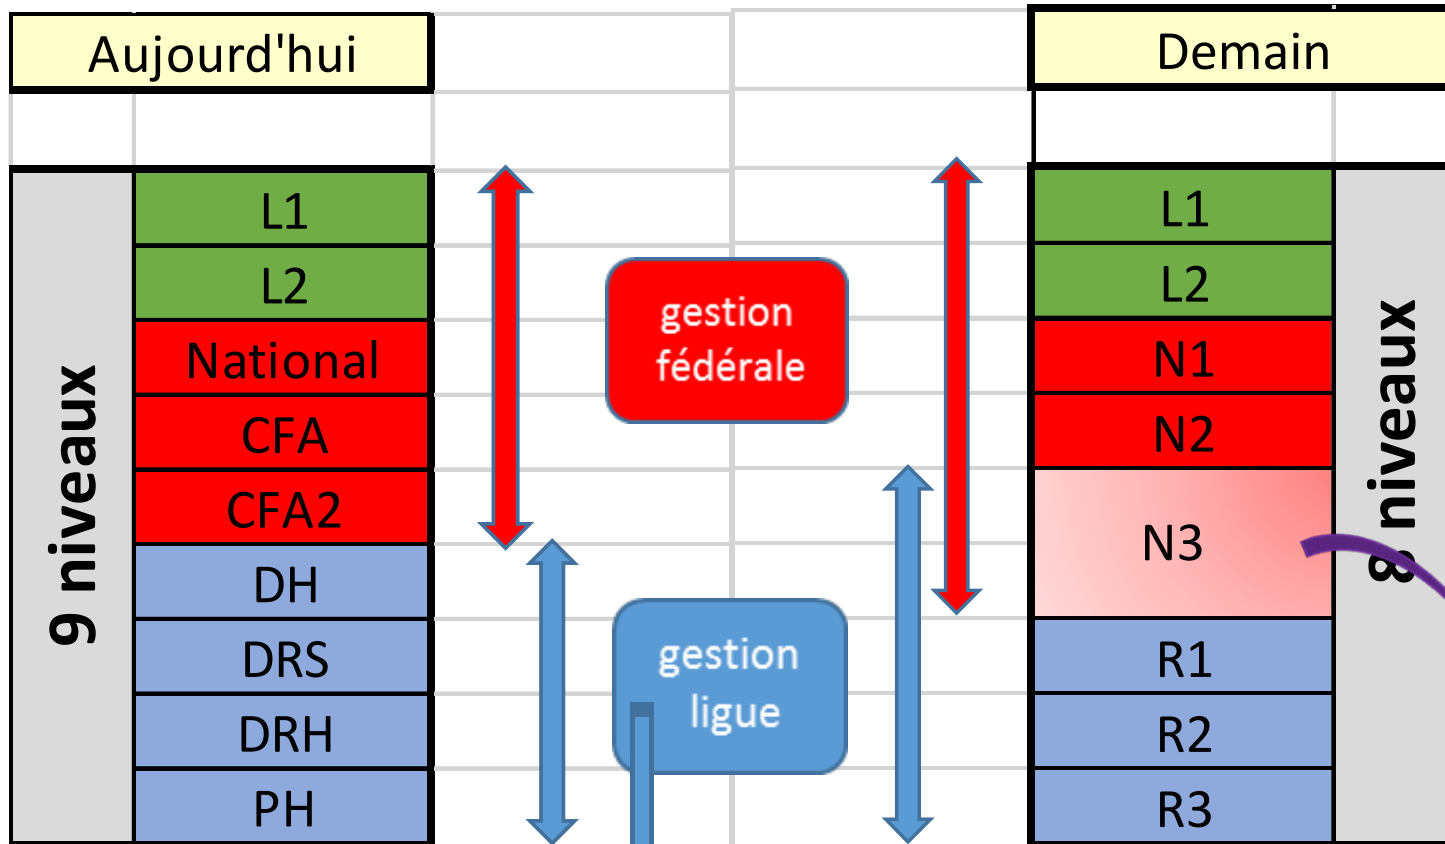 Aujourd'hui
Demain
9 niveaux
L1
L2
National
CFA
CFA2
DH
DRS
DRH
PH
gestion
fédérale
gestion
ligue
L1
L2
N1
N2
N3
R1
R2
R3
8 niveaux